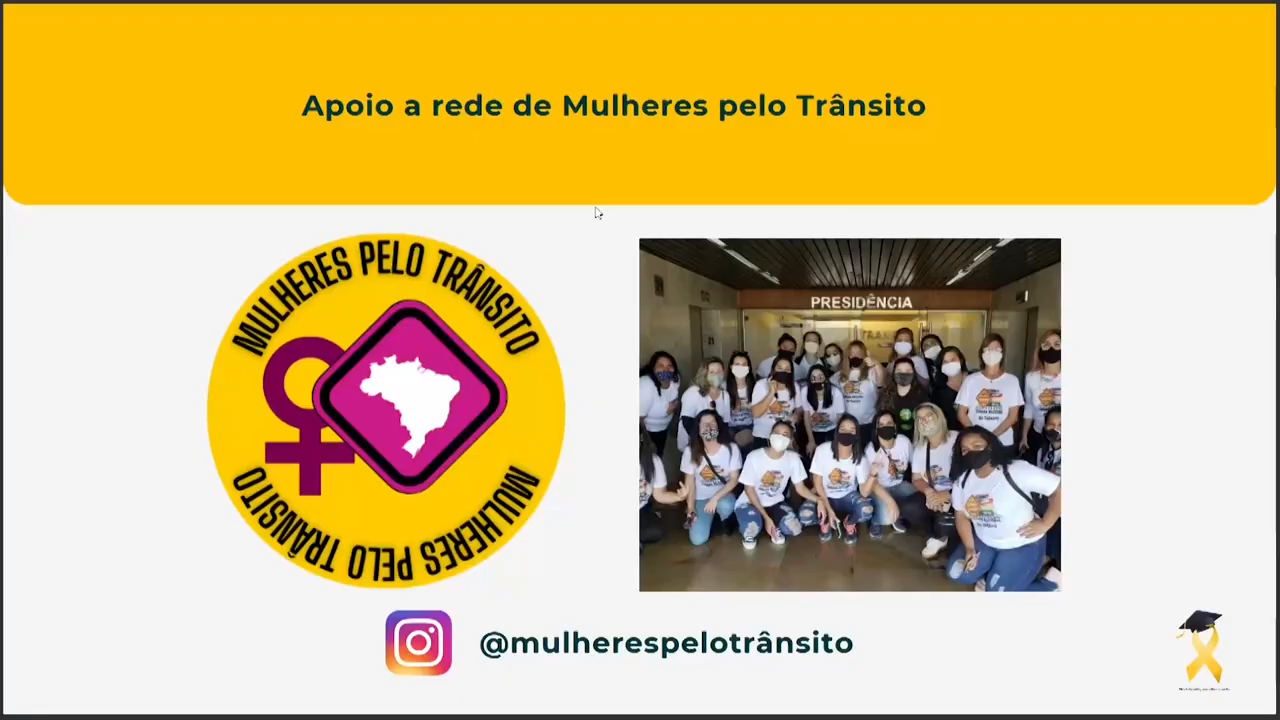 Apoio a rede de Mulheres pelo Trânsito
MULHERES PELO TRÂNSITO
MULHERES PELO TRÂNSITO
PRESIDÊNCIA
@mulherespelotrânsito